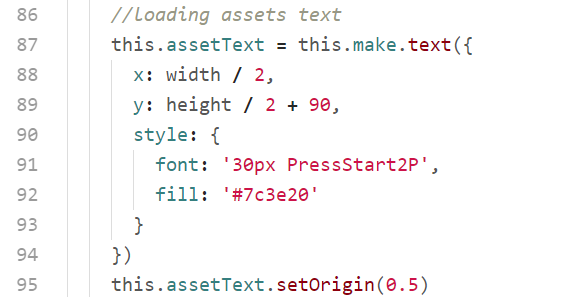 86 //loading assets text
87 this.assetText = this.make.text({
88 x: width / 2,
89 y: height / 2 + 90,
90 style: {
91 font: '30px PressStart2P',
92 fill: '#7c3e20'
93 }
94 })
95 this.assetText.setOrigin(0.5)